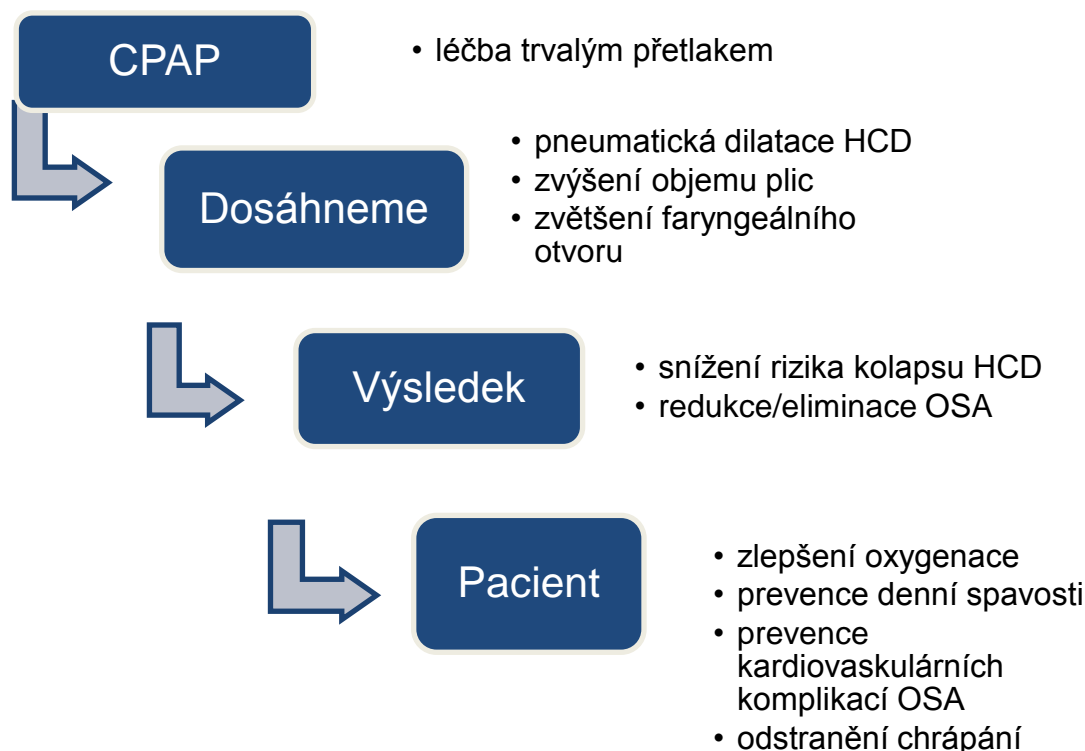 CPAP
• léčba trvalým přetlakem
Dosáhneme
• pneumatická dilatace HCD
• zvýšení objemu plic
• zvětšení faryngeálního
otvoru
Výsledek
• snížení rizika kolapsu HCD
• redukce/eliminace OSA
Pacient
• zlepšení oxygenace
• prevence denní spavosti
• prevence
kardiovaskulárních
komplikací OSA
• odstranění chrápání